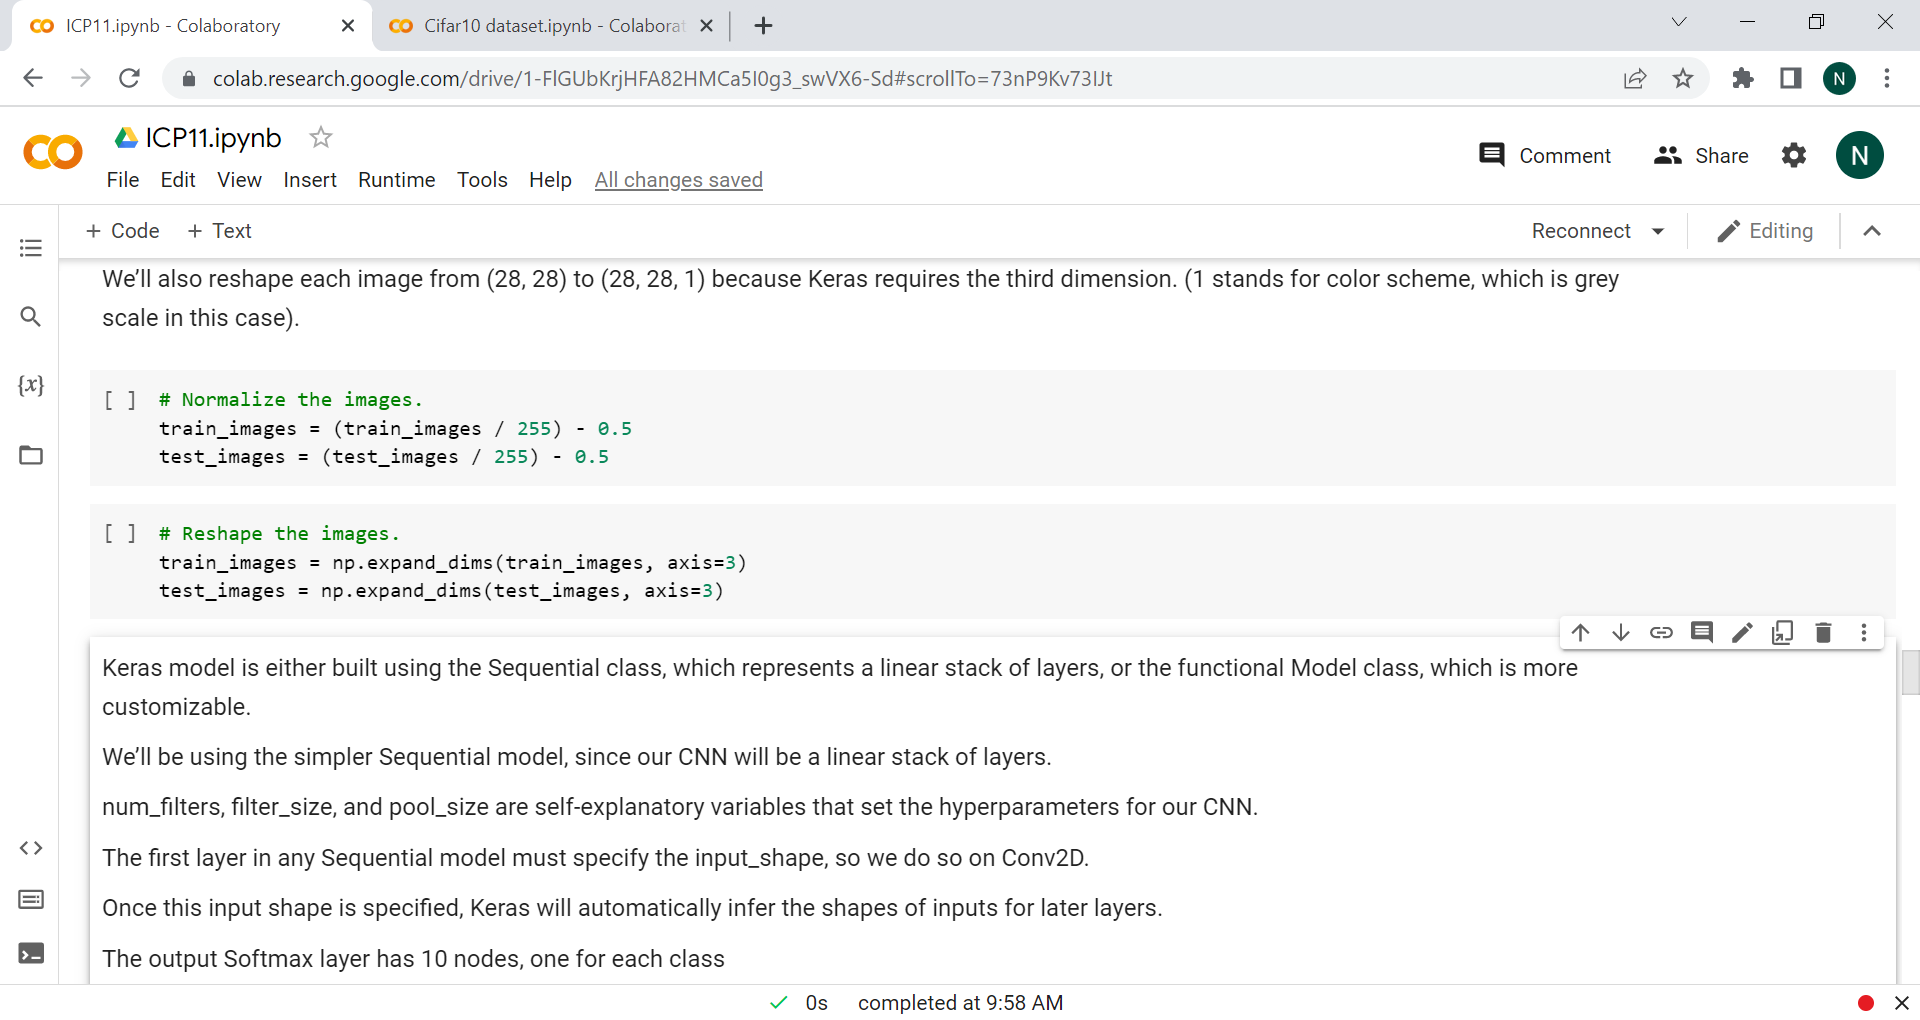 ICP11.ipynb - Colaboratory
Cifar10 dataset.ipynb - Colaborat
colab.research.google.com/drive/1-FlGUbKrjHFA82HMCa5I0g3_swVX6-Sd#scrollTo=73nP9Kv73IJt
N
ICP11.ipynb
File Edit View Insert Runtime Tools Help All changes saved
Comment
Share
N
+ Code + Text
Reconnect
Editing
We’ll also reshape each image from (28, 28) to (28, 28, 1) because Keras requires the third dimension. (1 stands for color scheme, which is grey
scale in this case).
{x}
[ ] # Normalize the images.
train_images = (train_images / 255) - 0.5
test_images = (test_images / 255) - 0.5
[ ] # Reshape the images.
train_images = np.expand_dims(train_images, axis=3)
test_images = np.expand_dims(test_images, axis=3)
Keras model is either built using the Sequential class, which represents a linear stack of layers, or the functional Model class, which is more
customizable.
We’ll be using the simpler Sequential model, since our CNN will be a linear stack of layers.
num_filters, filter_size, and pool_size are self-explanatory variables that set the hyperparameters for our CNN.
The first layer in any Sequential model must specify the input_shape, so we do so on Conv2D.
Once this input shape is specified, Keras will automatically infer the shapes of inputs for later layers.
The output Softmax layer has 10 nodes, one for each class
0s completed at 9:58 AM